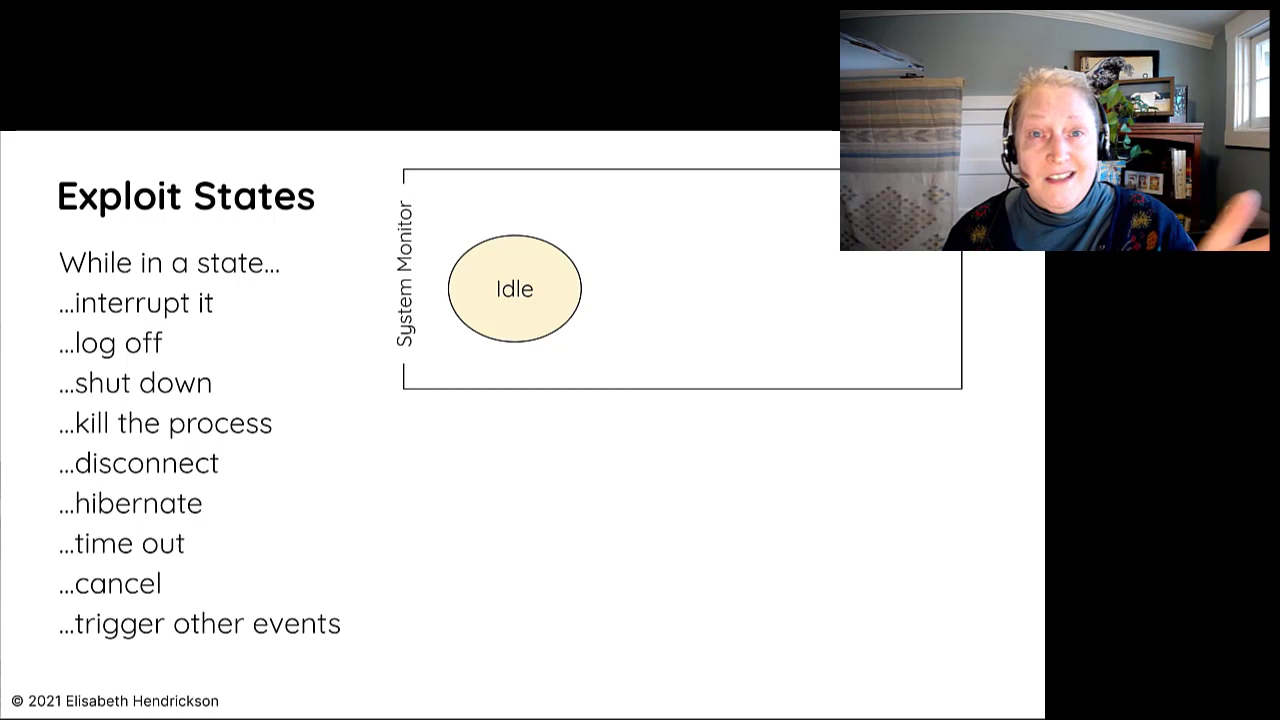 Exploit States
While in a state...
...interrupt it
...log off
...shut down
...kill the process
...disconnect
...hibernate
...time out
...cancel
...trigger other events
System Monitor
Idle
© 2021 Elisabeth Hendrickson